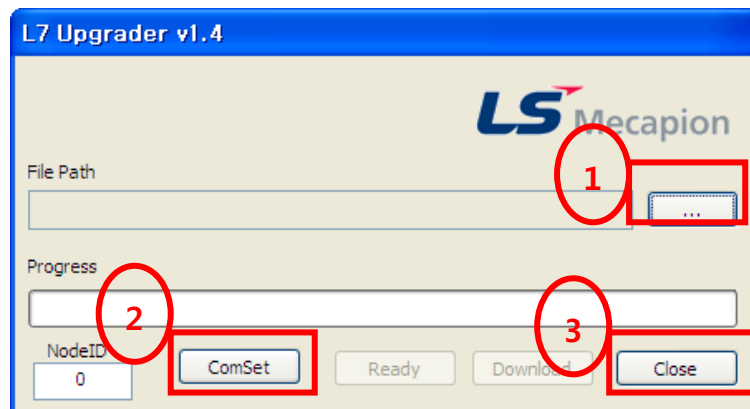 L7 Upgrader v1.4
LS Mecapion
File Path
1
...
Progress
2
3
NodeID
0
ComSet
Ready
Download
Close